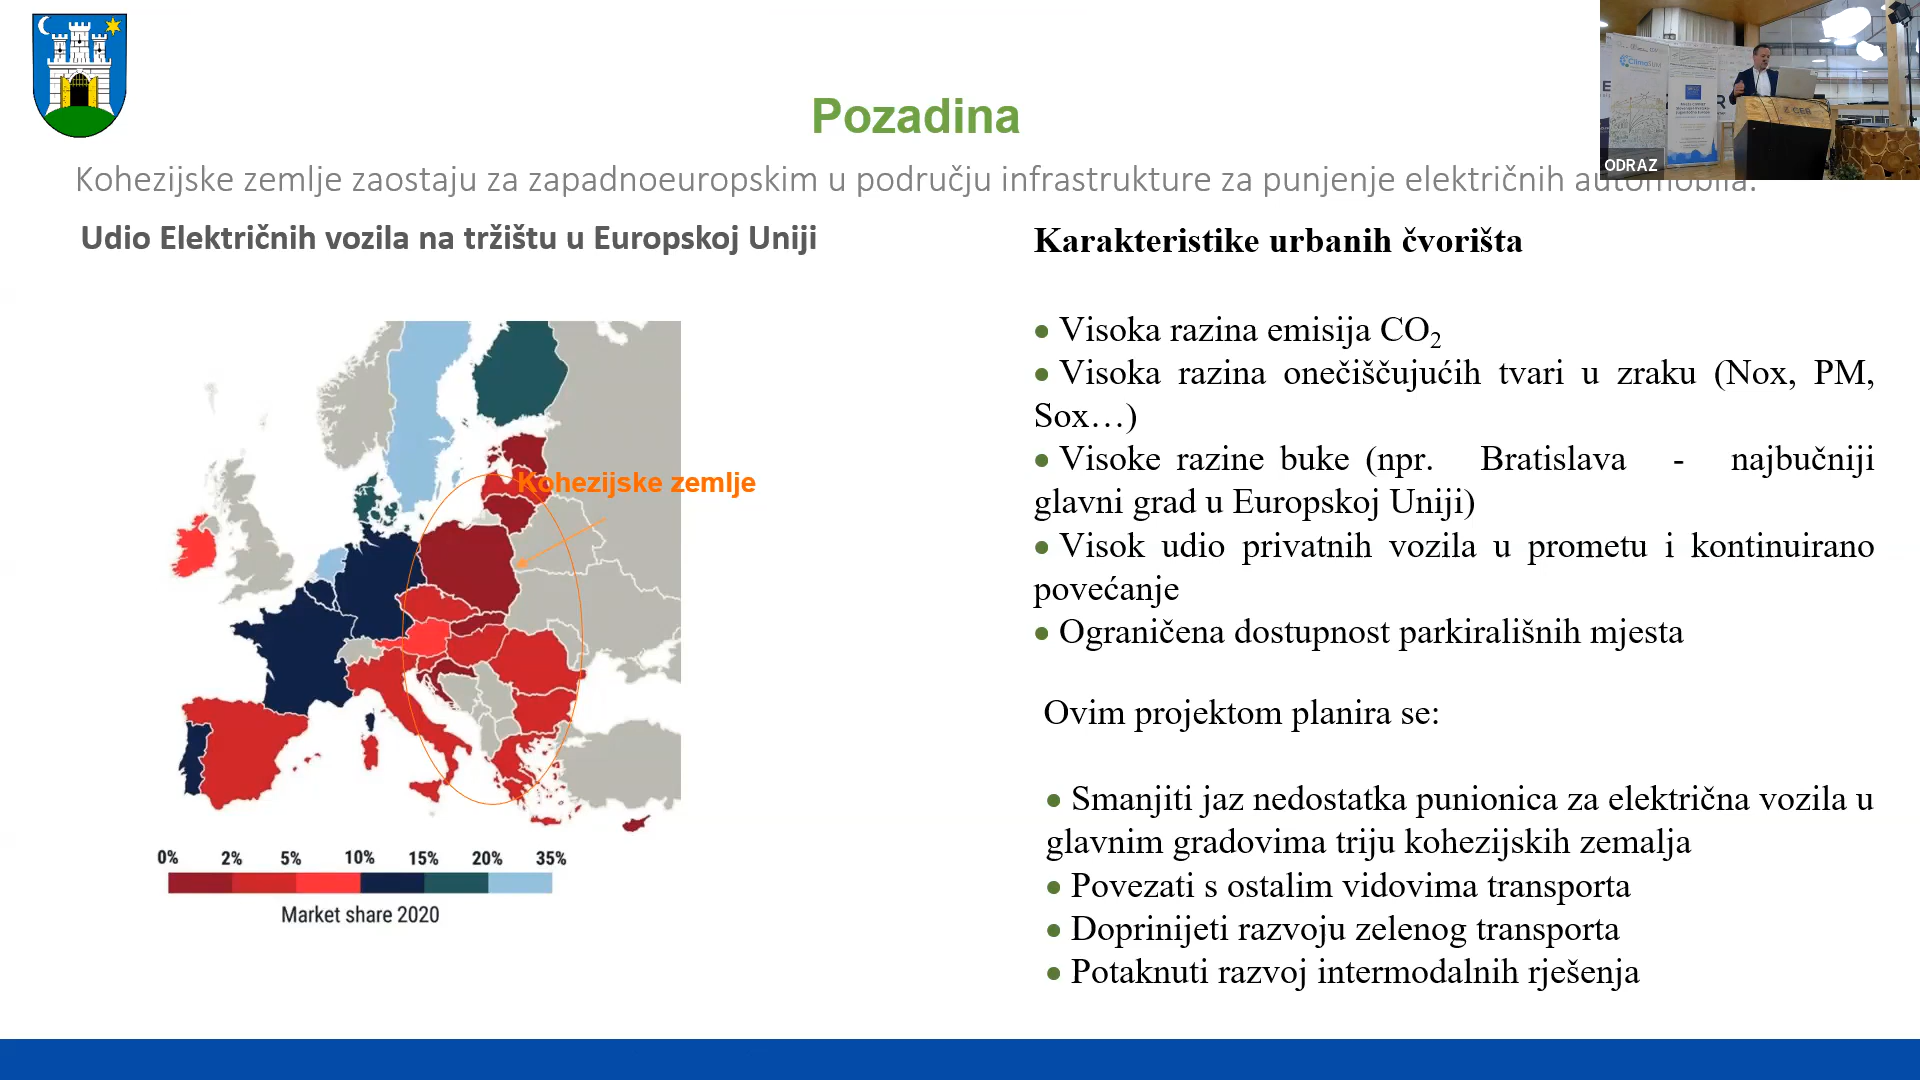 Pozadina
Kohezijske zemlje zaostaju za zapadnoeuropskim u području infrastrukture za punjenje električnih automobila.
ODRAZ
Udio Električnih vozila na tržištu u Europskoj Uniji
Kohezijske zemlje
0% 2% 5% 10% 15% 20% 35%
Market share 2020
Karakteristike urbanih čvorišta
• Visoka razina emisija CO₂
• Visoka razina onečiščujućih tvari u zraku (Nox, PM,
Sox…)
• Visoke razine buke (npr. Bratislava - najbučniji
glavni grad u Europskoj Uniji)
• Visok udio privatnih vozila u prometu i kontinuirano
povećanje
• Ograničena dostupnost parkirališnih mjesta
Ovim projektom planira se:
• Smanjiti jaz nedostatka punionica za električna vozila u
glavnim gradovima triju kohezijskih zemalja
• Povezati s ostalim vidovima transporta
• Doprinijeti razvoju zelenog transporta
• Potaknuti razvoj intermodalnih rješenja